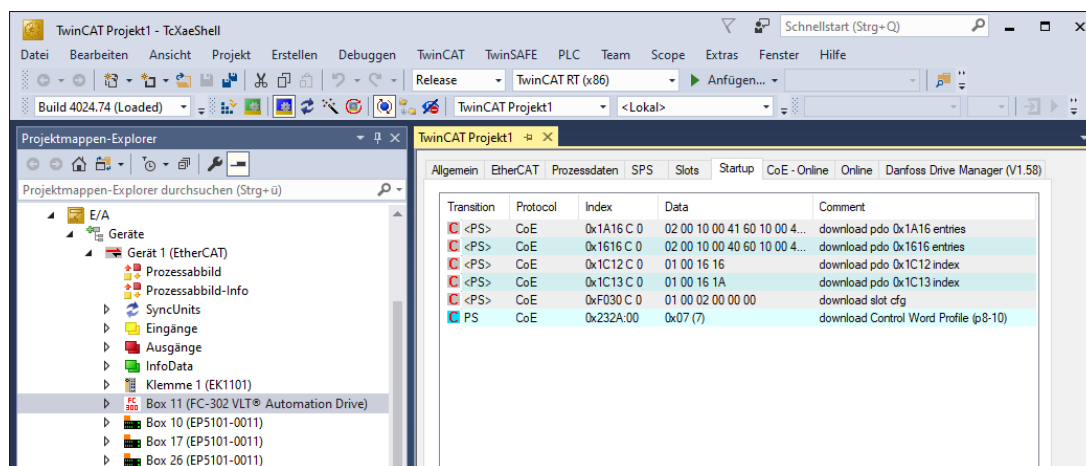 TwinCAT Projekt1 - TcXaeShell
Schnellstart (Strg+Q)
Datei Bearbeiten Ansicht Projekt Erstellen Debuggen TwinCAT TwinSAFE PLC Team Scope Extras Fenster Hilfe
Release TwinCAT RT (x86) Anfügen...
Build 4024.74 (Loaded) TwinCAT Projekt1 <Lokal>
Projektmappen-Explorer
Projektmappen-Explorer durchsuchen (Strg+ü)
E/A
Geräte
Gerät 1 (EtherCAT)
Prozessabbild
Prozessabbild-Info
SyncUnits
Eingänge
Ausgänge
InfoData
Klemme 1 (EK1101)
FC 300 Box 11 (FC-302 VLT® Automation Drive)
Box 10 (EP5101-0011)
Box 17 (EP5101-0011)
Box 26 (EP5101-0011)
TwinCAT Projekt1
Allgemein EtherCAT Prozessdaten SPS Slots Startup CoE - Online Online Danfoss Drive Manager (V1.58)
Transition Protocol Index Data Comment
C <PS> CoE 0x1A16 C 0 02 00 10 00 41 60 10 00 4... download pdo 0x1A16 entries
C <PS> CoE 0x1616 C 0 02 00 10 00 40 60 10 00 4... download pdo 0x1616 entries
C <PS> CoE 0x1C12 C 0 01 00 16 16 download pdo 0x1C12 index
C <PS> CoE 0x1C13 C 0 01 00 16 1A download pdo 0x1C13 index
C <PS> CoE 0xF030 C 0 01 00 02 00 00 00 download slot cfg
C PS CoE 0x232A:00 0x07 (7) download Control Word Profile (p8-10)